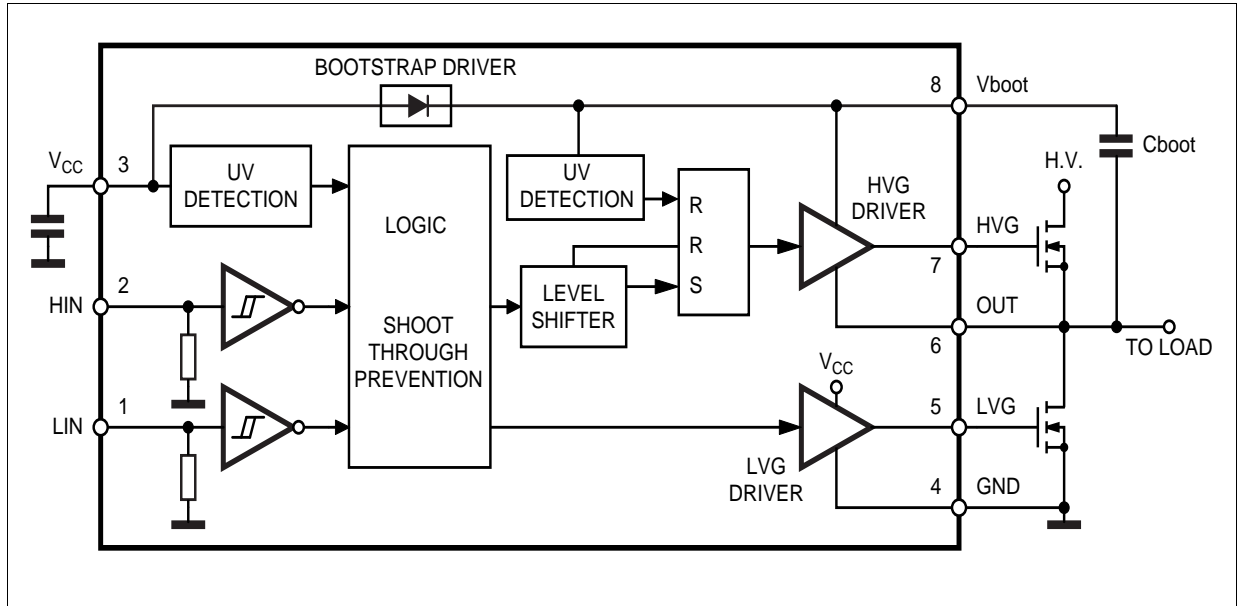 BOOTSTRAP DRIVER
8
Vboot
Cboot
H.V.
VCC
3
UV
DETECTION
UV
DETECTION
R
R
S
HVG
DRIVER
HVG
7
LOGIC
SHOOT
THROUGH
PREVENTION
2
HIN
LEVEL
SHIFTER
OUT
6
TO LOAD
VCC
1
LIN
5
LVG
LVG
DRIVER
4
GND